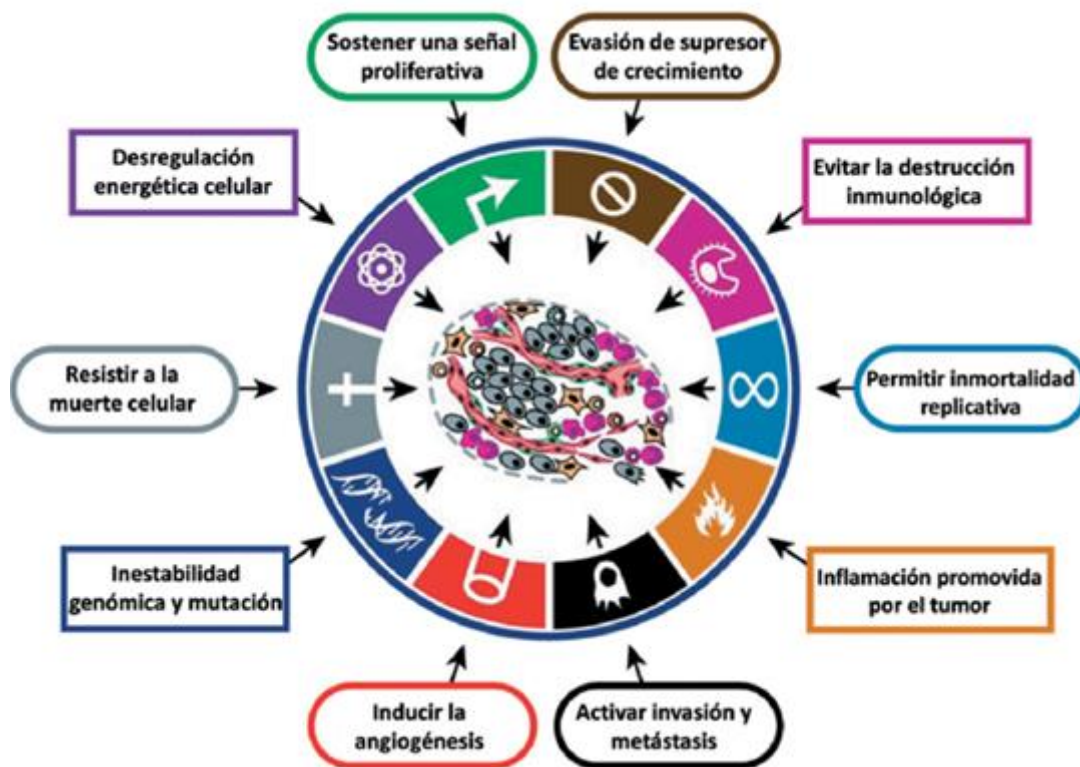 Sostener una señal
proliferativa
Evasión de supresor
de crecimiento
Desregulación
energética celular
Evitar la destrucción
inmunológica
Resistir a la
muerte celular
Permitir inmortalidad
replicativa
Inestabilidad
genómica y mutación
Inflamación promovida
por el tumor
Inducir la
angiogénesis
Activar invasión y
metástasis